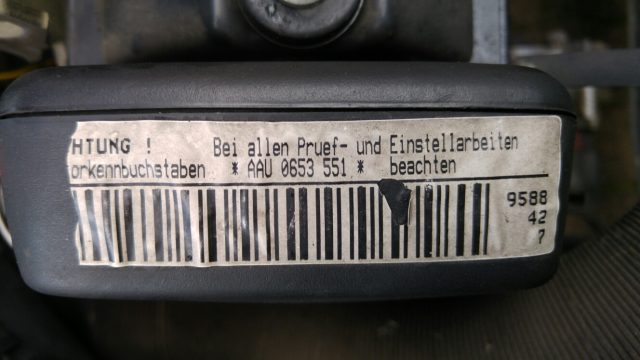 HTUNG ! Bei allen Pruef- und Einstellarbeiten
orkennbuchstaben * AAU 0653 551 * beachten
9588
42
7